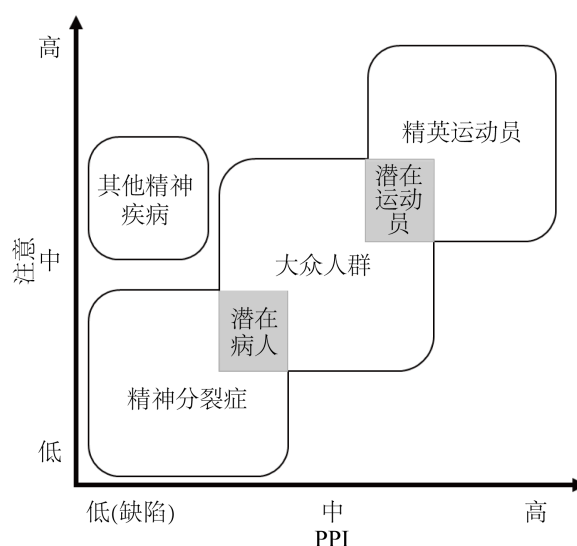 高
精英运动员
潜在
运动
员
其他精神
疾病
注意
中
大众人群
潜在
病人
精神分裂症
低
低(缺陷)
中
高
PPI